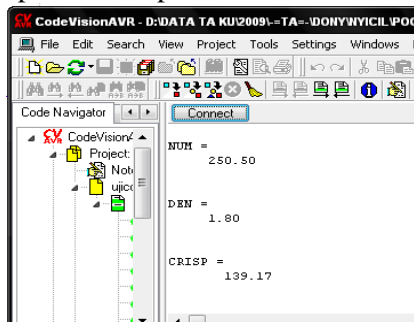 CodeVisionAVR - D:\DATA TA KU\2009\-=TA=-\DONY\NYICIL\POC
File Edit Search View Project Tools Settings Windows
Code Navigator
Connect
CodeVisionA
Project:
Note
ujico
NUM =
250.50
DEN =
1.80
CRISP =
139.17